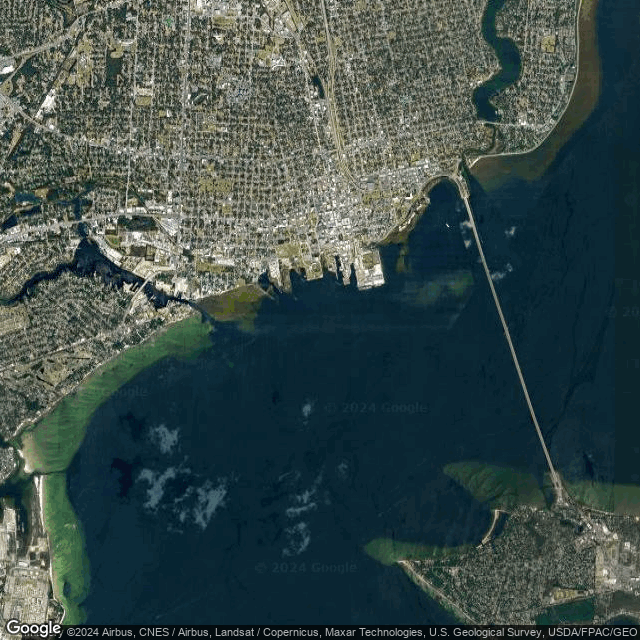 © 2024 Google
© 2024 Google
Google
©2024 Airbus, CNES / Airbus, Landsat / Copernicus, Maxar Technologies, U.S. Geological Survey, USDA/FPAC/GEO